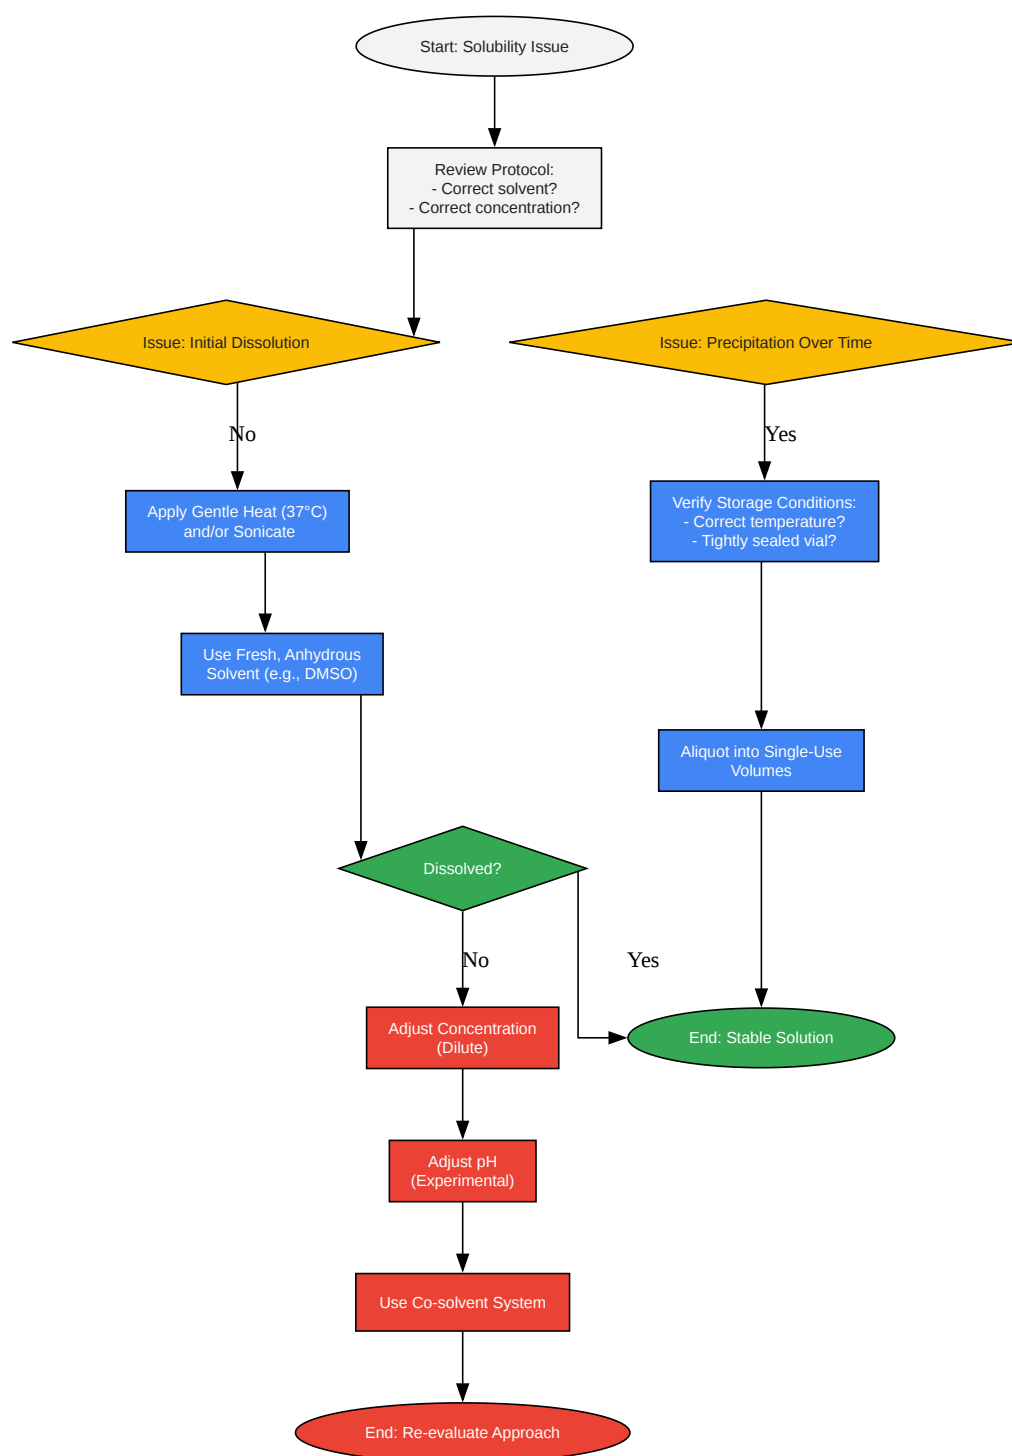 Start: Solubility Issue
Review Protocol:
- Correct solvent?
- Correct concentration?
Issue: Initial Dissolution
Issue: Precipitation Over Time
No
Yes
Apply Gentle Heat (37°C)
and/or Sonicate
Verify Storage Conditions:
- Correct temperature?
- Tightly sealed vial?
Use Fresh, Anhydrous
Solvent (e.g., DMSO)
Aliquot into Single-Use
Volumes
Dissolved?
No
Yes
Adjust Concentration
(Dilute)
End: Stable Solution
Adjust pH
(Experimental)
Use Co-solvent System
End: Re-evaluate Approach